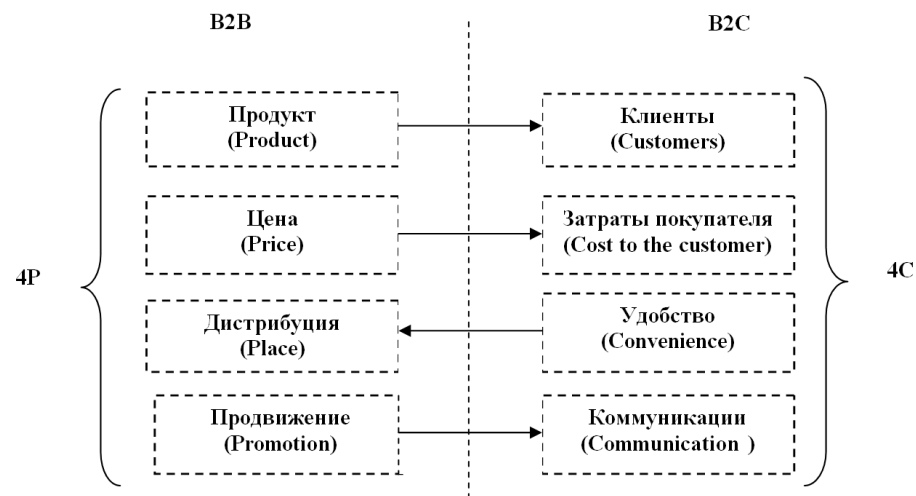 B2B
B2C
Продукт
(Product)
Клиенты
(Customers)
Цена
(Price)
Затраты покупателя
(Cost to the customer)
4P
4C
Дистрибуция
(Place)
Удобство
(Convenience)
Продвижение
(Promotion)
Коммуникации
(Communication )